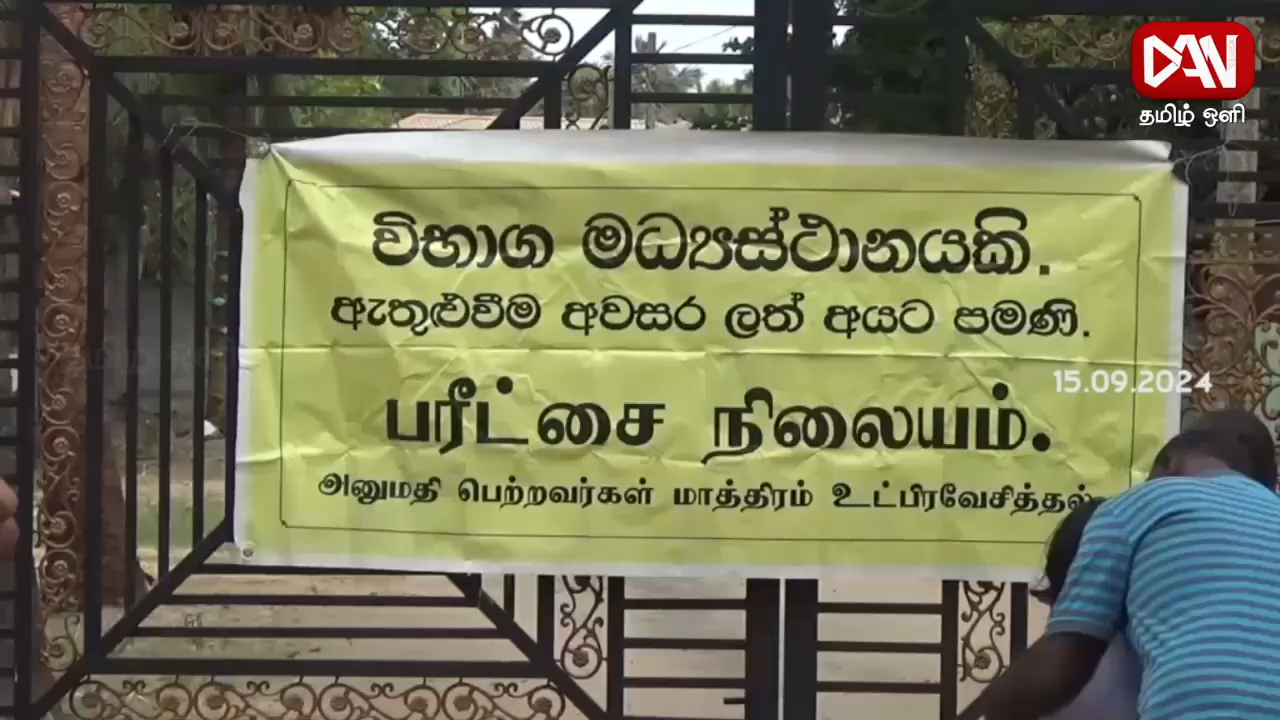 DAN
தமிழ் ஒளி
විභාග මධ්‍යස්ථානයකි.
ඇතුළුවීම අවසර ලත් අයට පමණි.
15.09.2024
பரீட்சை நிலையம்.
அனுமதி பெற்றவர்கள் மாத்திரம் உட்பிரவேசித்தல்.